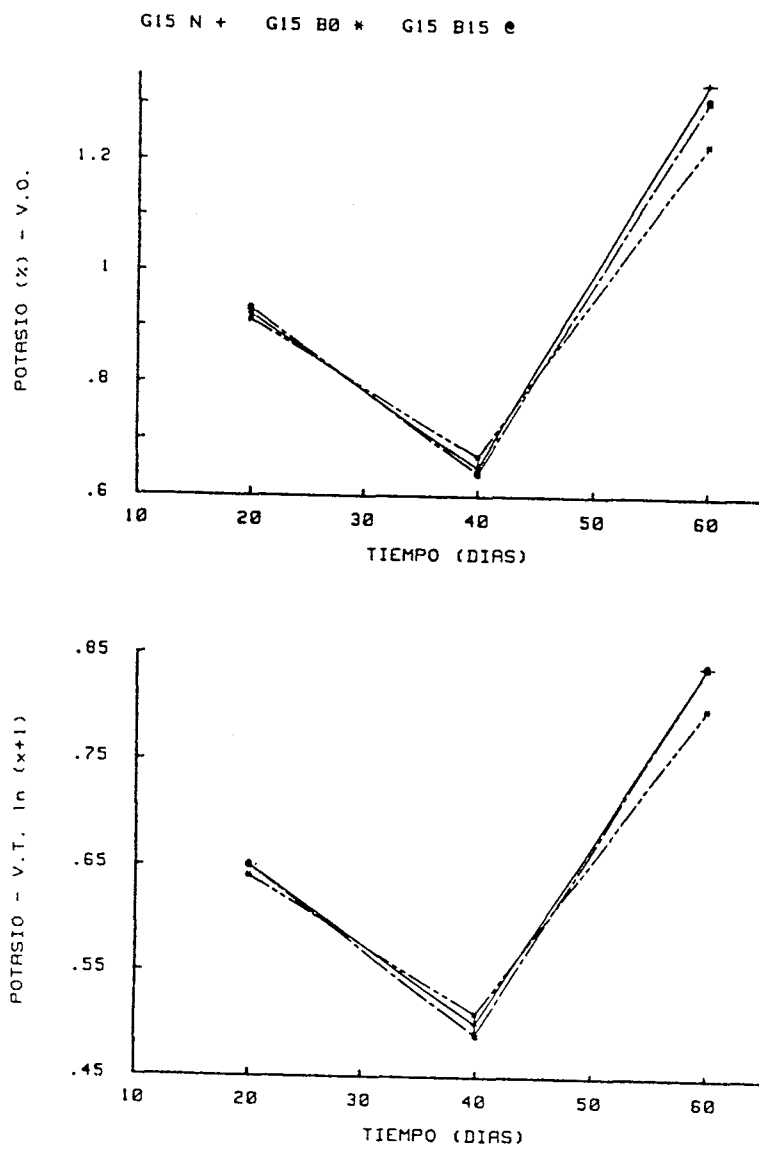 G15 N + G15 B0 * G15 B15 @
POTASIO (%) - V.O.
1.2
1
.8
.6
10 20 30 40 50 60
TIEMPO (DIAS)
POTASIO - V.T. ln (x+1)
.85
.75
.65
.55
.45
10 20 30 40 50 60
TIEMPO (DIAS)